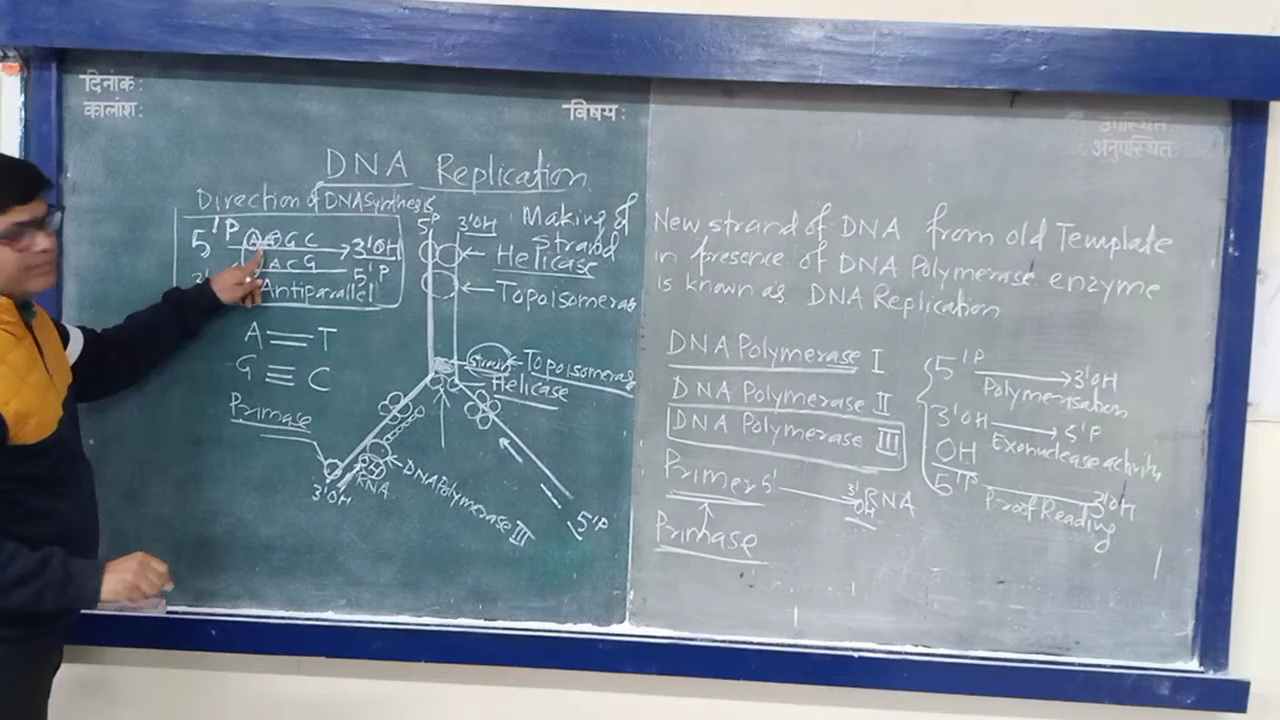 दिनांक:
कालांश:
विषय:
उपस्थित
अनुपस्थित:
DNA Replication
Direction of DNA Synthesis
5'P
G C
3'OH
A C G
5'P
Antiparallel
A = T
G ≡ C
Primase
3'OH
RNA
DNA Polymerase III
5'P
3'OH
Making of
Strand
Helicase
Topoisomeras
Strain
Topoisomeras
Helicase
5'P
New strand of DNA from old Template
in presence of DNA Polymerase enzyme
is known as DNA Replication
DNA Polymerase I
DNA Polymerase II
DNA Polymerase III
Primer 5' 3'OH RNA
Primase
5'P 3'OH
Polymerisation
3'OH 5'P
Exonuclease activity
OH
5' 3'OH
Proof Reading